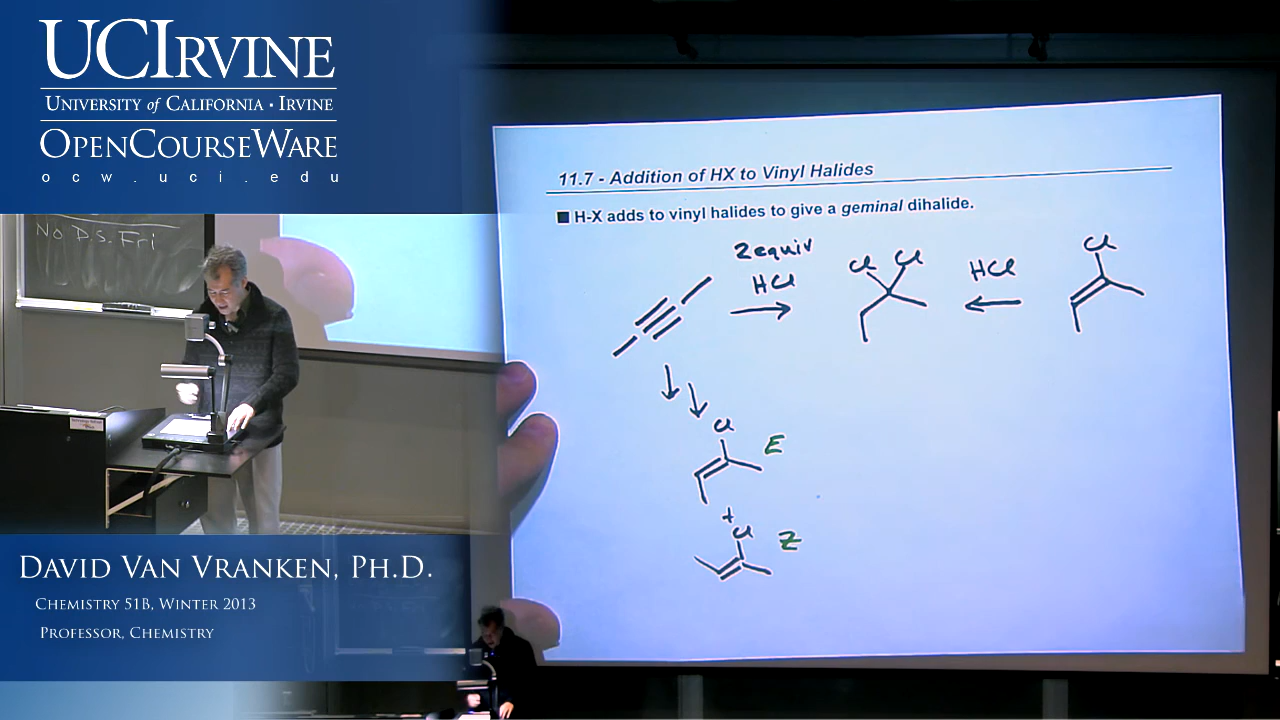 UCIRVINE
UNIVERSITY of CALIFORNIA · IRVINE
OPENCOURSEWARE
ocw.uci.edu
No D.S. Fri
11.7 - Addition of HX to Vinyl Halides
■ H-X adds to vinyl halides to give a geminal dihalide.
2 equiv
HCl
Cl Cl
HCl
Cl
Cl
E
+
Cl
Z
DAVID VAN VRANKEN, PH.D.
CHEMISTRY 51B, WINTER 2013
PROFESSOR, CHEMISTRY